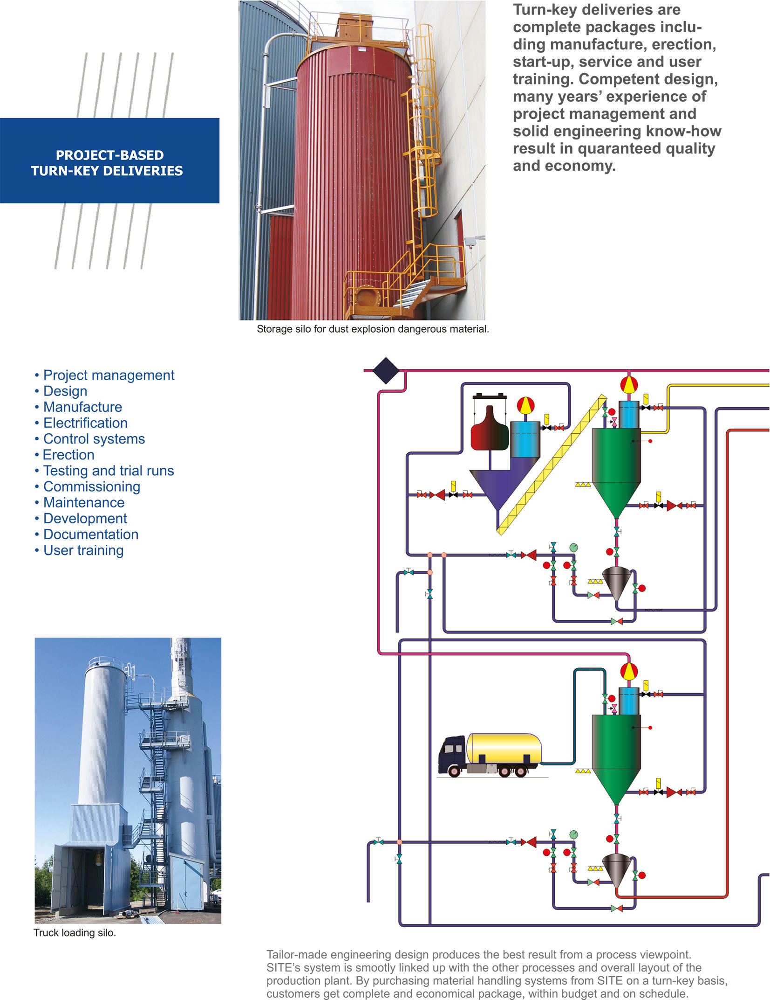 Turn-key deliveries are
complete packages inclu-
ding manufacture, erection,
start-up, service and user
training. Competent design,
many years’ experience of
project management and
solid engineering know-how
result in quaranteed quality
and economy.
PROJECT-BASED
TURN-KEY DELIVERIES
Storage silo for dust explosion dangerous material.
• Project management
• Design
• Manufacture
• Electrification
• Control systems
• Erection
• Testing and trial runs
• Commissioning
• Maintenance
• Development
• Documentation
• User training
Truck loading silo.
Tailor-made engineering design produces the best result from a process viewpoint.
SITE’s system is smootly linked up with the other processes and overall layout of the
production plant. By purchasing material handling systems from SITE on a turn-key basis,
customers get complete and economical package, within budget and on schedule.